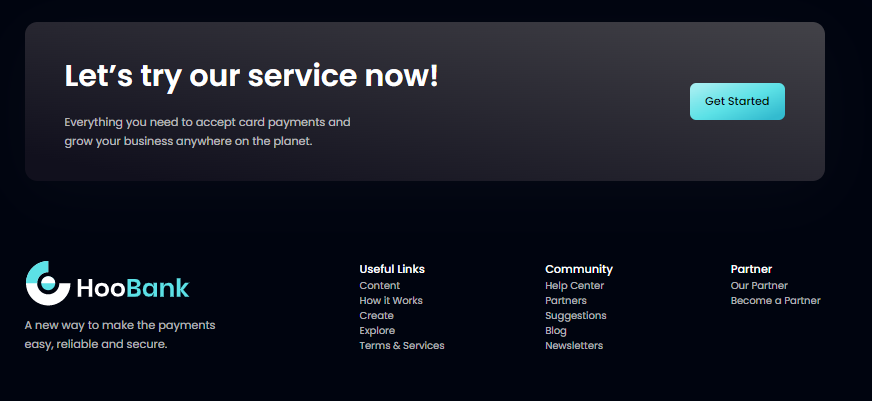 Let's try our service now!
Everything you need to accept card payments and
grow your business anywhere on the planet.
Get Started
HooBank
A new way to make the payments
easy, reliable and secure.
Useful Links
Content
How it Works
Create
Explore
Terms & Services
Community
Help Center
Partners
Suggestions
Blog
Newsletters
Partner
Our Partner
Become a Partner